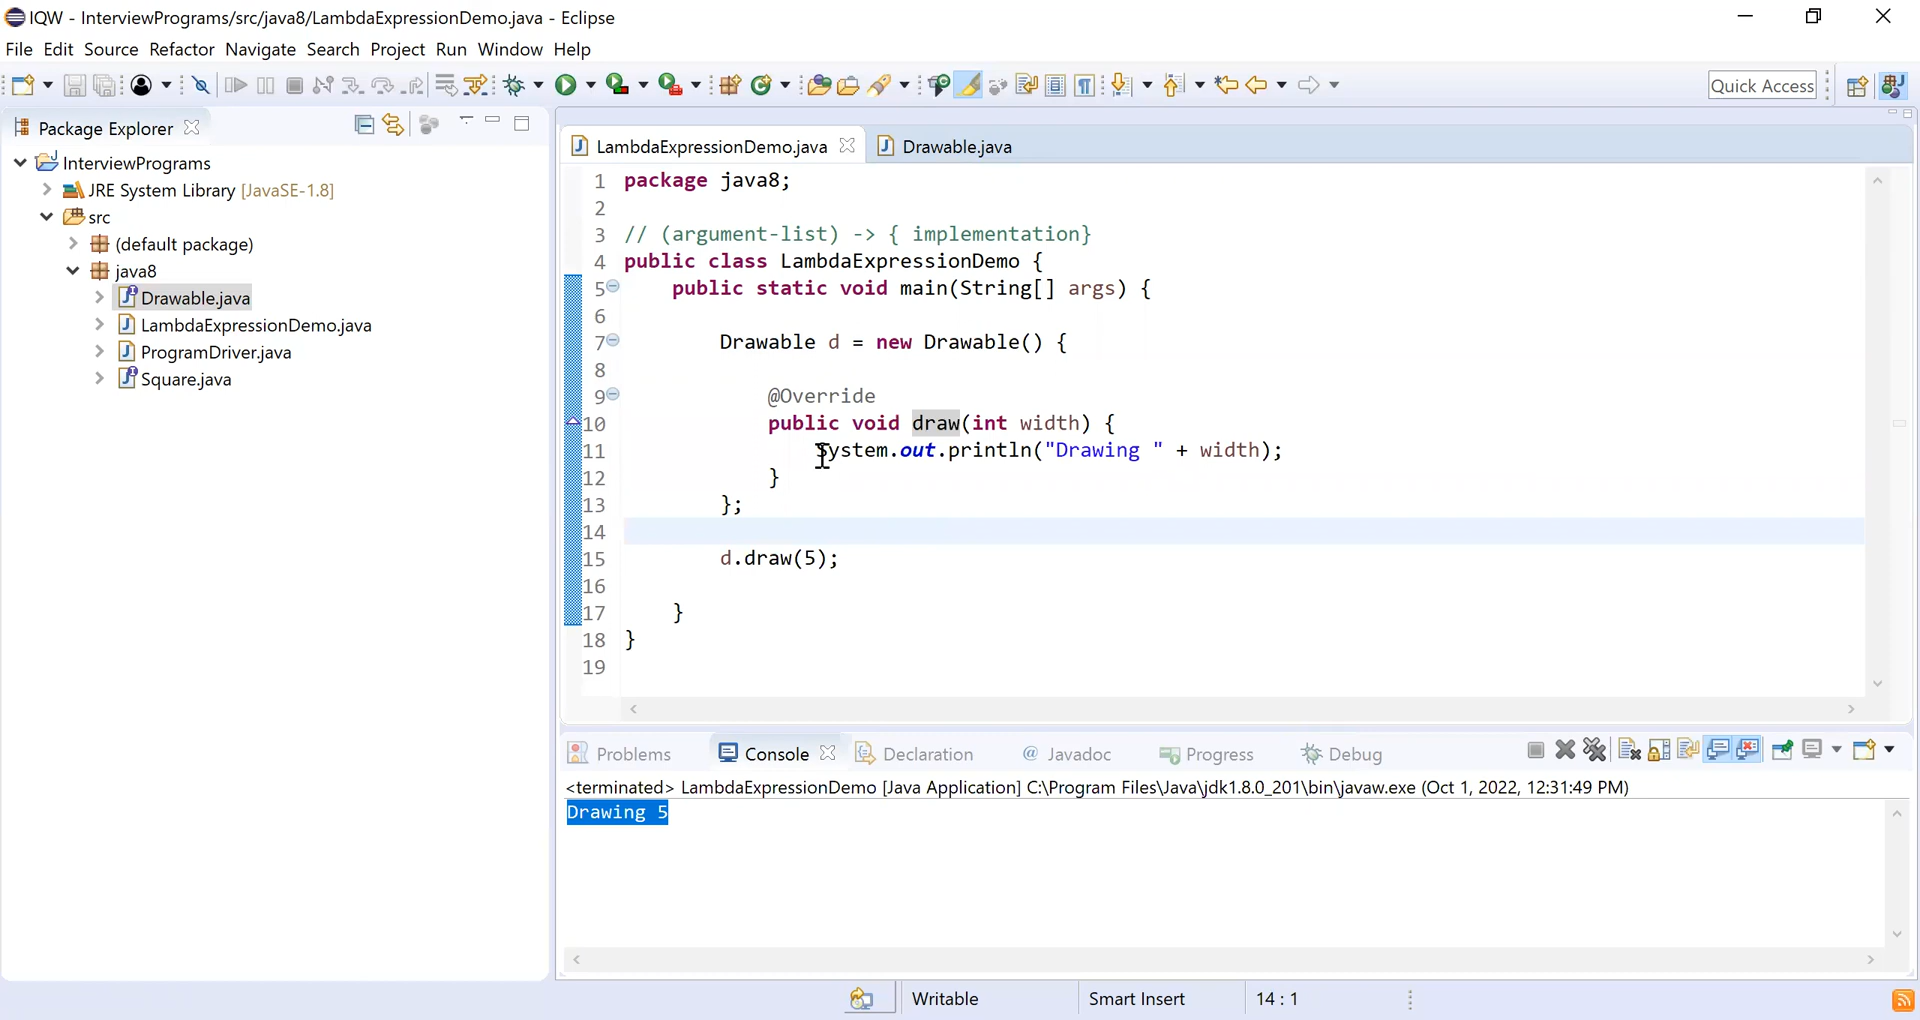 IQW - InterviewPrograms/src/java8/LambdaExpressionDemo.java - Eclipse
File Edit Source Refactor Navigate Search Project Run Window Help
Quick Access
Package Explorer
InterviewPrograms
JRE System Library [JavaSE-1.8]
src
(default package)
java8
Drawable.java
LambdaExpressionDemo.java
ProgramDriver.java
Square.java
LambdaExpressionDemo.java Drawable.java
1 package java8;
2
3 // (argument-list) -> { implementation}
4 public class LambdaExpressionDemo {
5 public static void main(String[] args) {
6
7 Drawable d = new Drawable() {
8
9 @Override
10 public void draw(int width) {
11 System.out.println("Drawing " + width);
12 }
13 };
14
15 d.draw(5);
16
17 }
18 }
19
Problems Console Declaration @ Javadoc Progress Debug
<terminated> LambdaExpressionDemo [Java Application] C:\Program Files\Java\jdk1.8.0_201\bin\javaw.exe (Oct 1, 2022, 12:31:49 PM)
Drawing 5
Writable Smart Insert 14 : 1